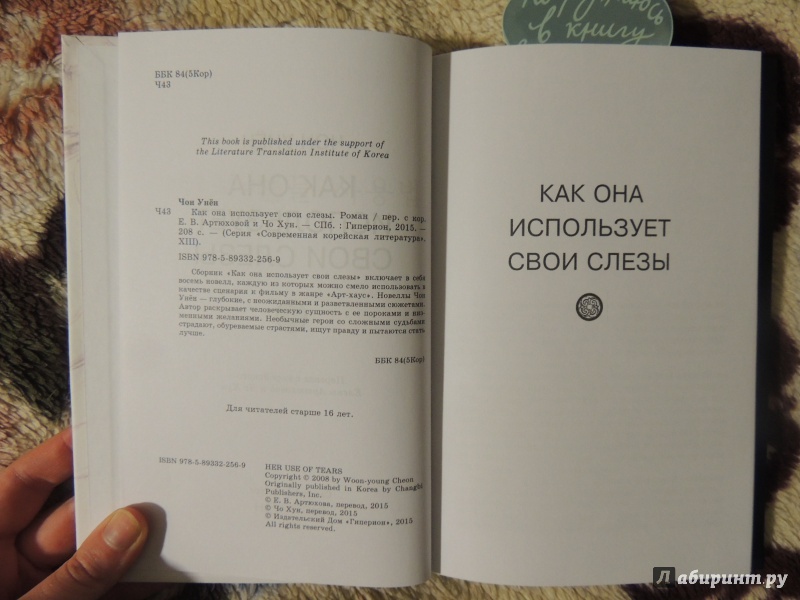 погружаюсь
в книгу
ББК 84(5Кор)
Ч43
This book is published under the support of
the Literature Translation Institute of Korea
Чон Унён
Ч43
Как она использует свои слезы. Роман / пер. с кор.
Е. В. Артюховой и Чо Хун. — СПб. : Гиперион, 2015. —
208 с. — (Серия «Современная корейская литература».
XIII).
ISBN 978-5-89332-256-9
Сборник «Как она использует свои слезы» включает в себя
восемь новелл, каждую из которых можно смело использовать в
качестве сценария к фильму в жанре «Арт-хаус». Новеллы Чон
Унён — глубокие, с неожиданными и разветвленными сюжетами.
Автор раскрывает человеческую сущность с ее пороками и низ-
менными желаниями. Необычные герои со сложными судьбами
страдают, обуреваемые страстями, ищут правду и пытаются стать
лучше.
ББК 84(5Кор)
Для читателей старше 16 лет.
ISBN 978-5-89332-256-9
HER USE OF TEARS
Copyright © 2008 by Woon-young Cheon
Originally published in Korea by Changbi
Publishers, Inc.
© Е. В. Артюхова, перевод, 2015
© Чо Хун, перевод, 2015
© Издательский Дом «Гиперион», 2015
All rights reserved.
КАК ОНА
ИСПОЛЬЗУЕТ
СВОИ СЛЕЗЫ
Лабиринт.ру